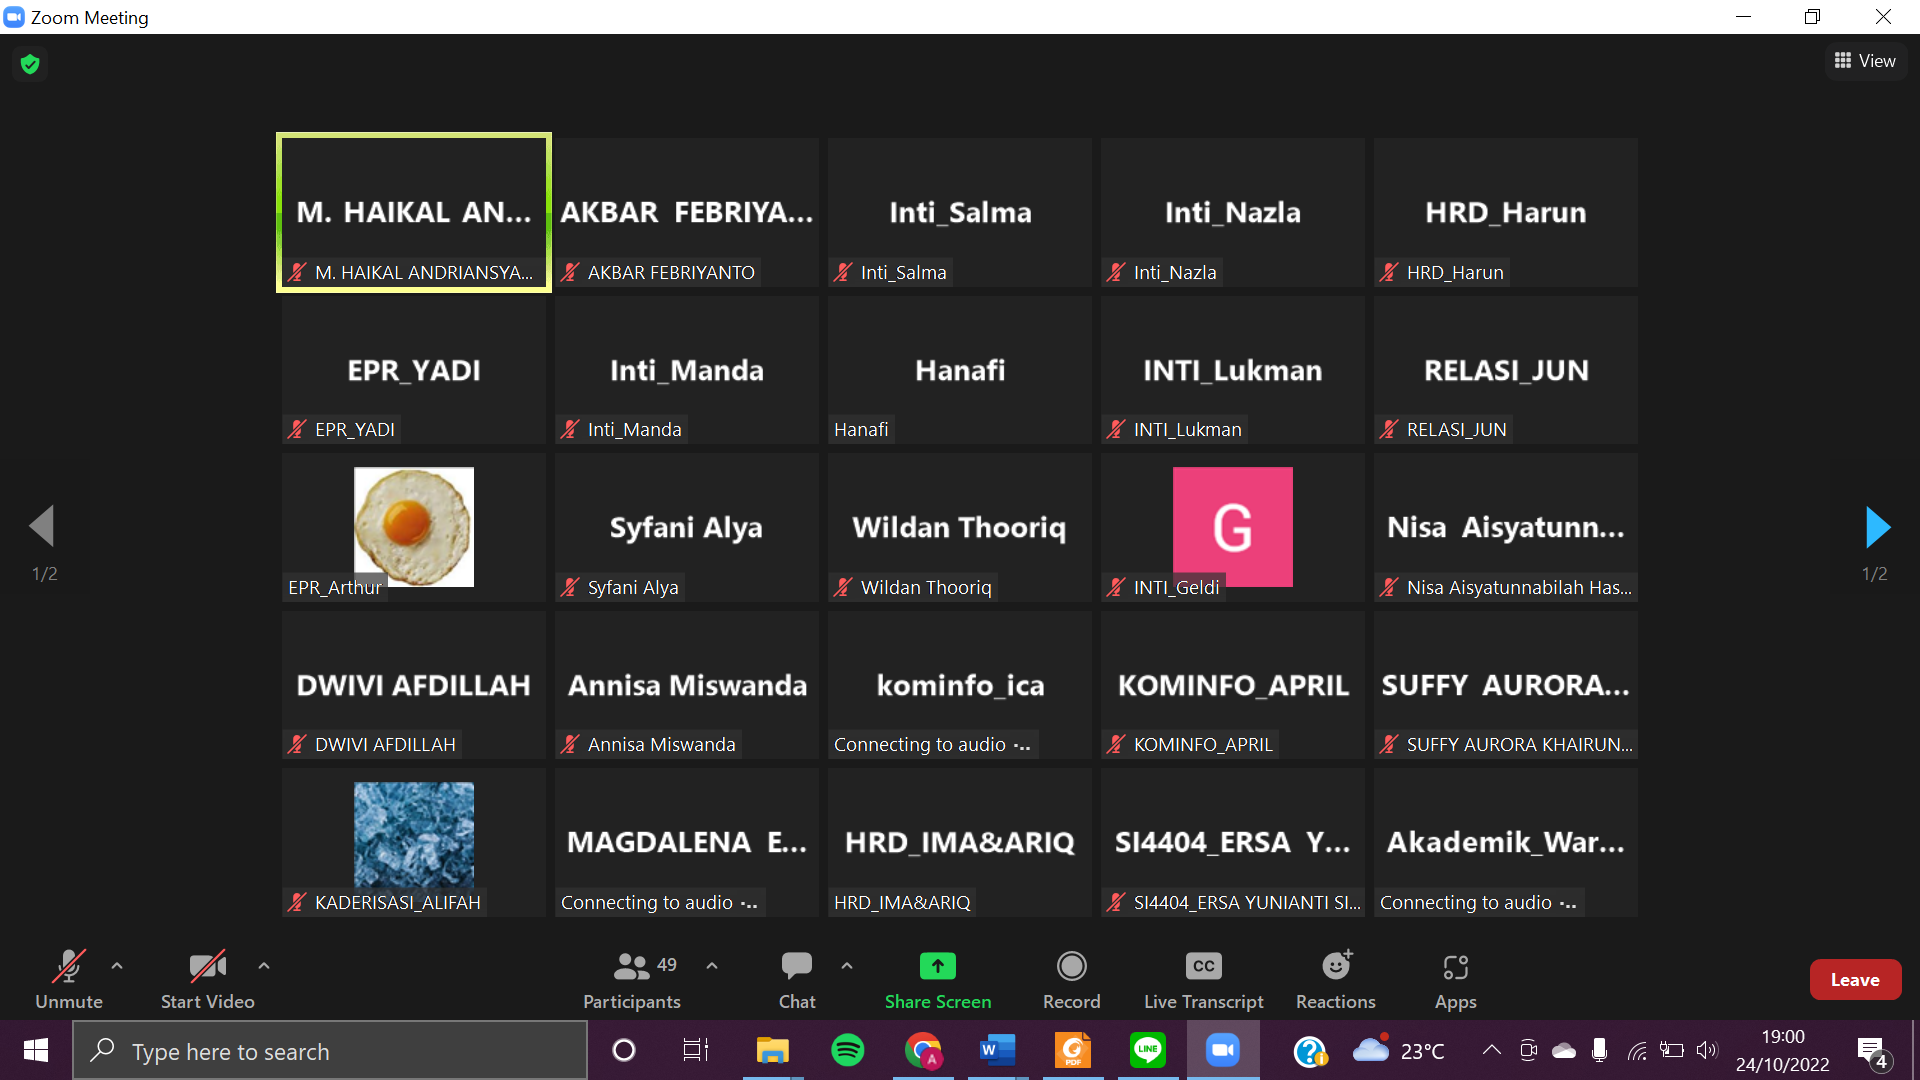 Zoom Meeting
View
M. HAIKAL AN...
M. HAIKAL ANDRIANSYA...
AKBAR FEBRIYA...
AKBAR FEBRIYANTO
Inti_Salma
Inti_Salma
Inti_Nazla
Inti_Nazla
HRD_Harun
HRD_Harun
EPR_YADI
EPR_YADI
Inti_Manda
Inti_Manda
Hanafi
Hanafi
INTI_Lukman
INTI_Lukman
RELASI_JUN
RELASI_JUN
EPR_Arthur
Syfani Alya
Syfani Alya
Wildan Thooriq
Wildan Thooriq
G
INTI_Geldi
Nisa Aisyatunn...
Nisa Aisyatunnabilah Has...
1/2
1/2
DWIVI AFDILLAH
DWIVI AFDILLAH
Annisa Miswanda
Annisa Miswanda
kominfo_ica
Connecting to audio ...
KOMINFO_APRIL
KOMINFO_APRIL
SUFFY AURORA...
SUFFY AURORA KHAIRUN...
KADERISASI_ALIFAH
MAGDALENA E...
Connecting to audio ...
HRD_IMA&ARIQ
HRD_IMA&ARIQ
SI4404_ERSA Y...
SI4404_ERSA YUNIANTI SI...
Akademik_War...
Connecting to audio ...
Unmute
Start Video
49
Participants
Chat
Share Screen
Record
CC
Live Transcript
Reactions
Apps
Leave
Type here to search
A
W
PDF
LINE
?
23°C
19:00
24/10/2022
4